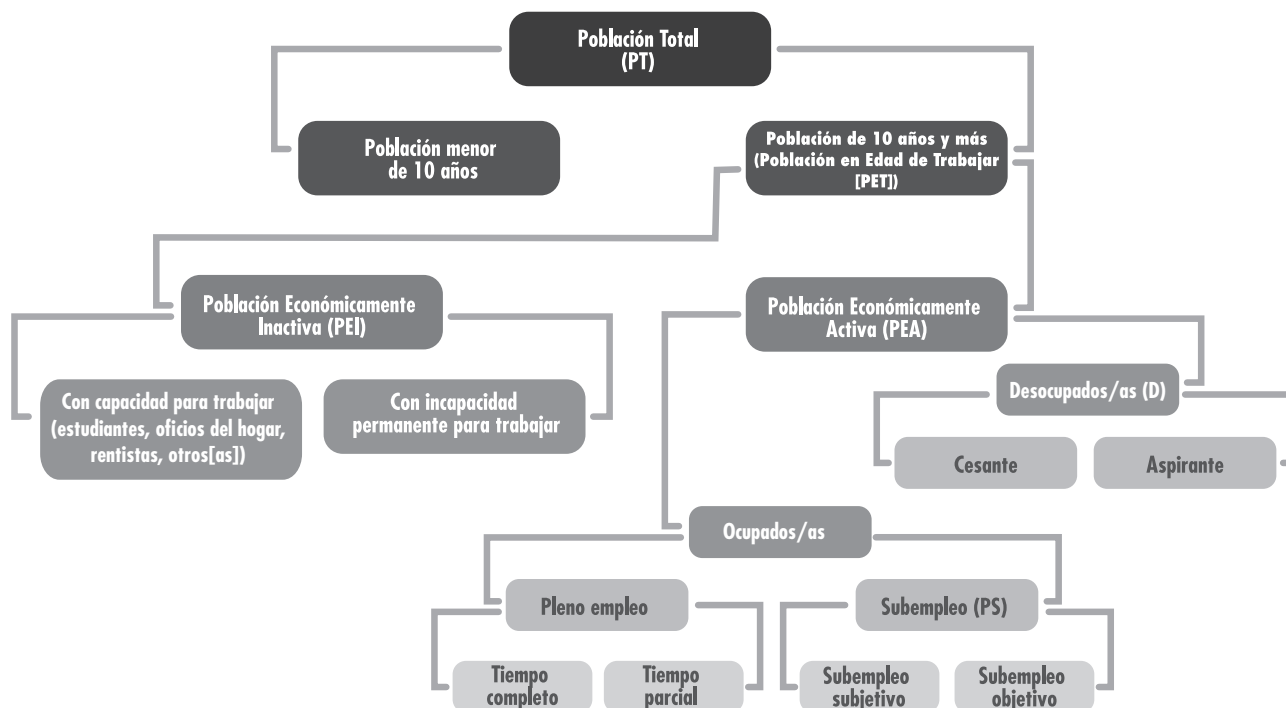 Población Total
(PT)
Población menor
de 10 años
Población de 10 años y más
(Población en Edad de Trabajar
[PET])
Población Económicamente
Inactiva (PEI)
Población Económicamente
Activa (PEA)
Con capacidad para trabajar
(estudiantes, oficios del hogar,
rentistas, otros[as])
Con incapacidad
permanente para trabajar
Desocupados/as (D)
Cesante
Aspirante
Ocupados/as
Pleno empleo
Subempleo (PS)
Tiempo
completo
Tiempo
parcial
Subempleo
subjetivo
Subempleo
objetivo